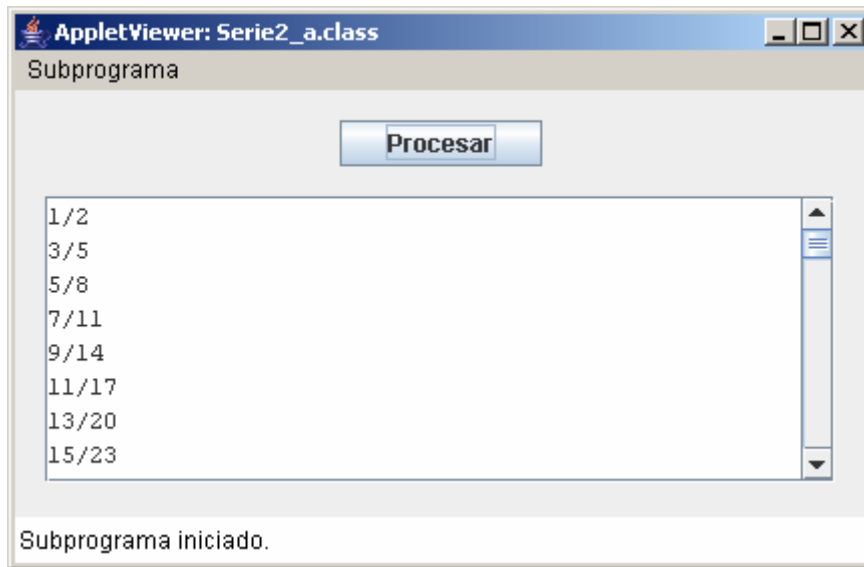 AppletViewer: Serie2_a.class
Subprograma
Procesar
1/2
3/5
5/8
7/11
9/14
11/17
13/20
15/23
Subprograma iniciado.